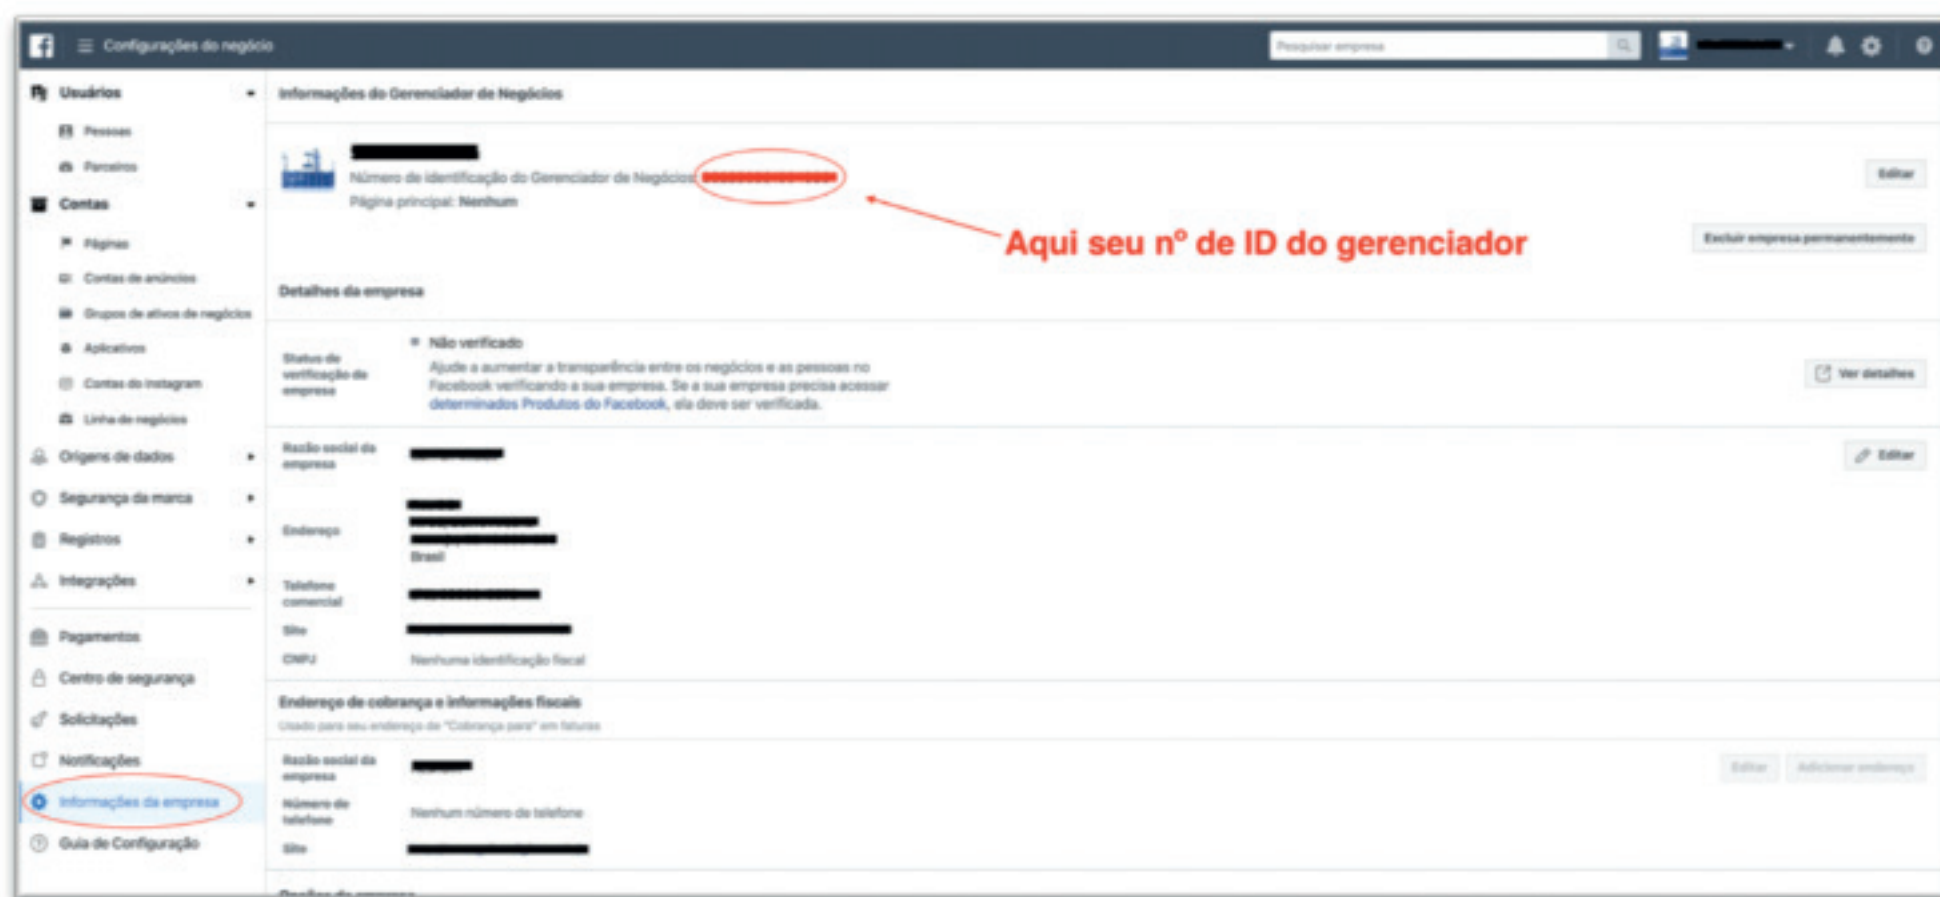 Configurações do negócio
Pesquisar empresa
Usuários
Pessoas
Parceiros
Contas
Páginas
Contas de anúncios
Grupos de ativos de negócios
Aplicativos
Contas do Instagram
Linha de negócios
Origens de dados
Segurança da marca
Registros
Integrações
Pagamentos
Centro de segurança
Solicitações
Notificações
Informações da empresa
Guia de Configuração
Informações do Gerenciador de Negócios
Número de identificação do Gerenciador de Negócios:
Página principal: Nenhum
Editar
Aqui seu nº de ID do gerenciador
Excluir empresa permanentemente
Detalhes da empresa
Status de
verificação da
empresa
Não verificado
Ajude a aumentar a transparência entre os negócios e as pessoas no
Facebook verificando a sua empresa. Se a sua empresa precisa acessar
determinados Produtos do Facebook, ela deve ser verificada.
Ver detalhes
Razão social da
empresa
Editar
Endereço
Brasil
Telefone
comercial
Site
CNPJ
Nenhuma identificação fiscal
Endereço de cobrança e informações fiscais
Usado para seu endereço de "Cobrança para" em faturas
Razão social da
empresa
Editar
Adicionar endereço
Número de
telefone
Nenhum número de telefone
Site
Opções da empresa